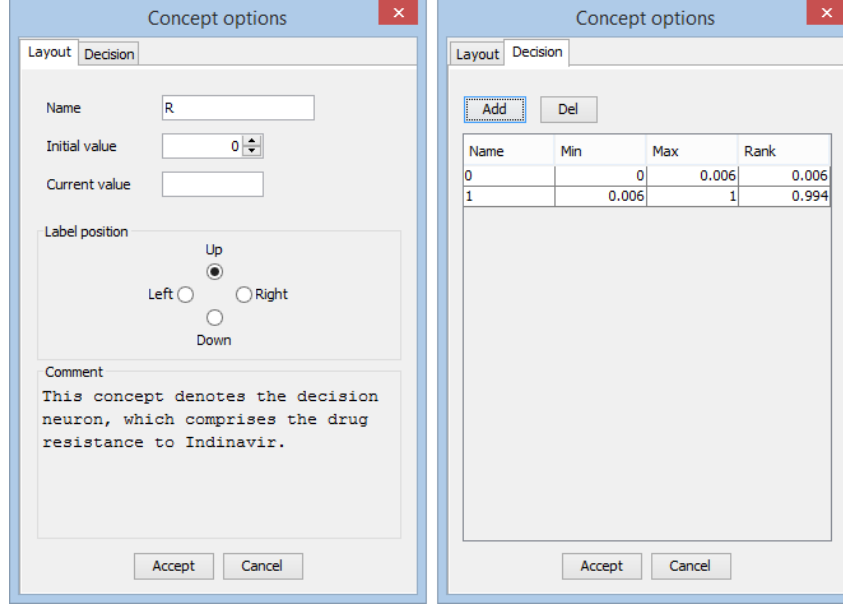 Concept options
Layout Decision
Name R
Initial value 0
Current value
Label position
Up
Left Right
Down
Comment
This concept denotes the decision
neuron, which comprises the drug
resistance to Indinavir.
Accept Cancel
Concept options
Layout Decision
Add Del
Name Min Max Rank
0 0 0.006 0.006
1 0.006 1 0.994
Accept Cancel